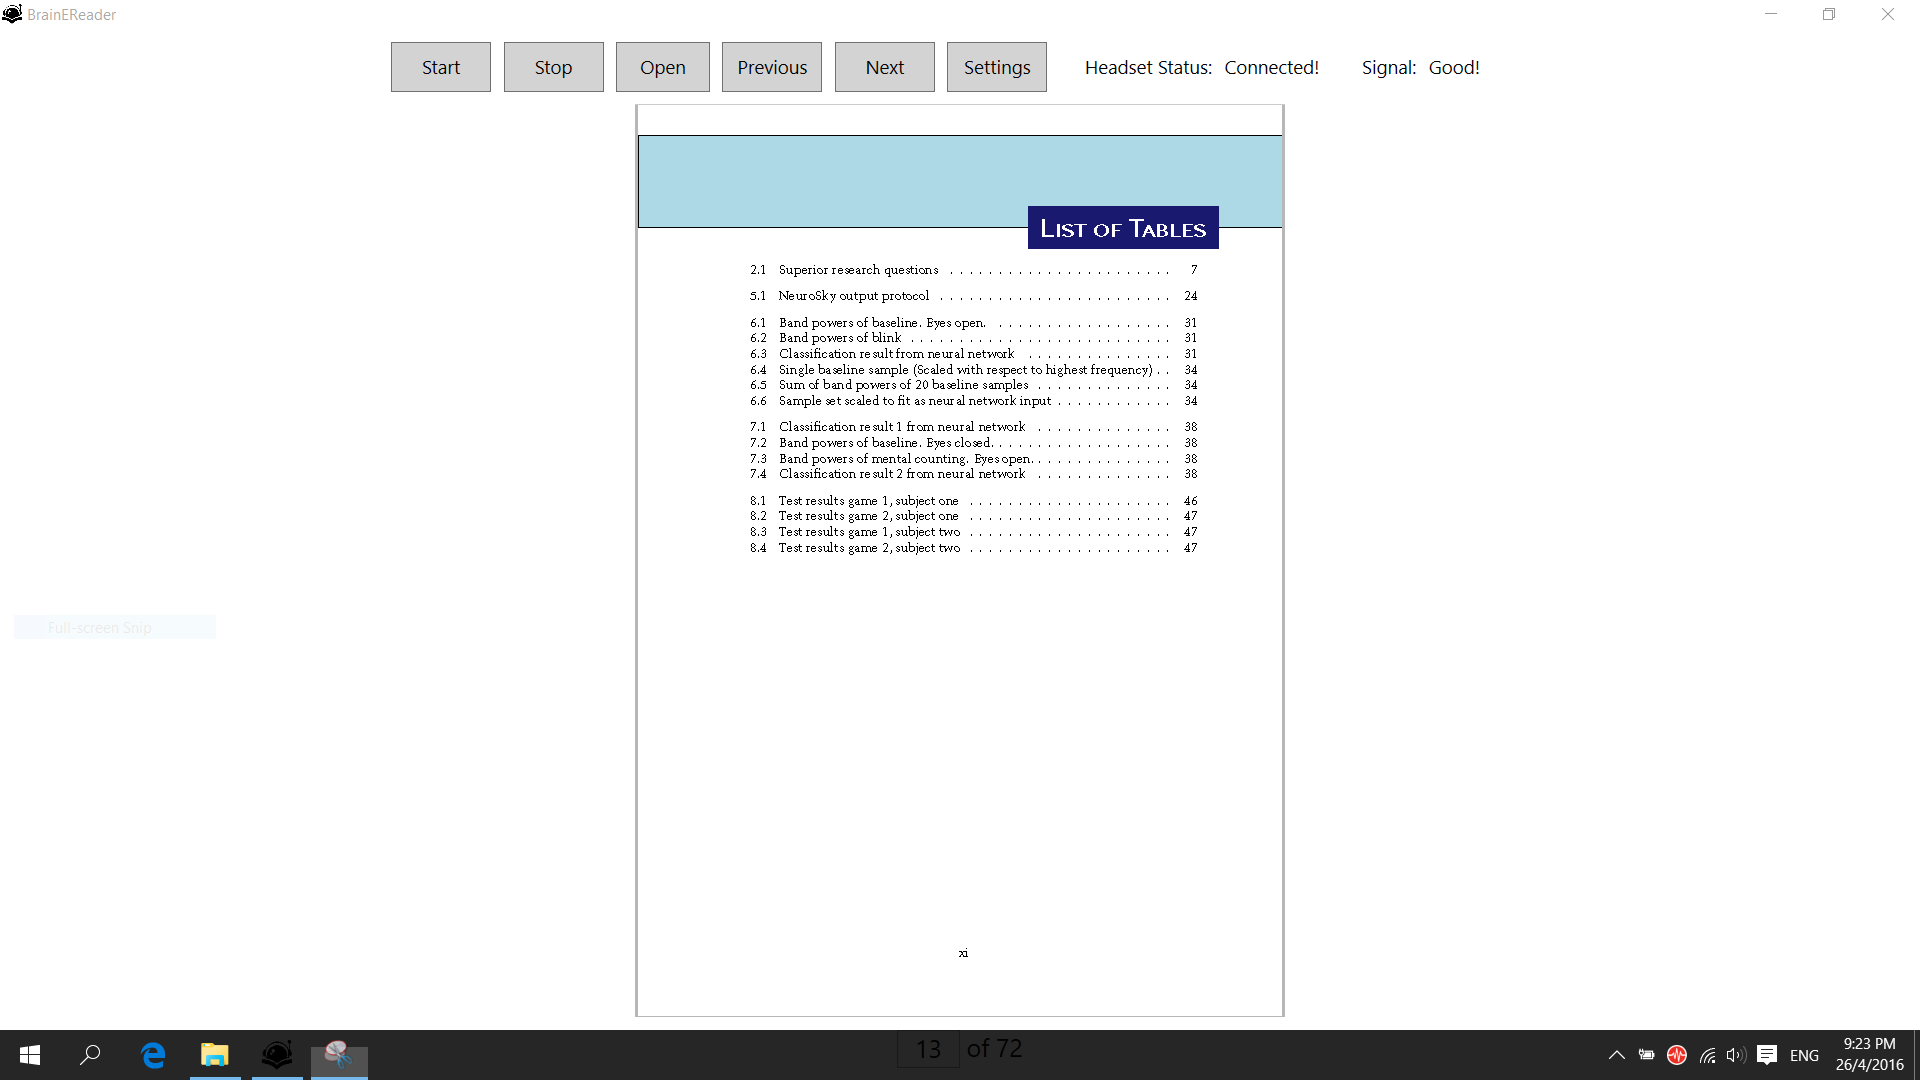 BrainEReader
Start Stop Open Previous Next Settings Headset Status: Connected! Signal: Good!
LIST OF TABLES
2.1 Superior research questions . . . . . . . . . . . . . . . . . . . . . . . 7
5.1 NeuroSky output protocol . . . . . . . . . . . . . . . . . . . . . . . . 24
6.1 Band powers of baseline. Eyes open. . . . . . . . . . . . . . . . . . . 31
6.2 Band powers of blink . . . . . . . . . . . . . . . . . . . . . . . . . . . 31
6.3 Classification result from neural network . . . . . . . . . . . . . . . 31
6.4 Single baseline sample (Scaled with respect to highest frequency) . . 34
6.5 Sum of band powers of 20 baseline samples . . . . . . . . . . . . . . 34
6.6 Sample set scaled to fit as neural network input . . . . . . . . . . . . 34
7.1 Classification result 1 from neural network . . . . . . . . . . . . . . 38
7.2 Band powers of baseline. Eyes closed. . . . . . . . . . . . . . . . . . . 38
7.3 Band powers of mental counting. Eyes open. . . . . . . . . . . . . . . 38
7.4 Classification result 2 from neural network . . . . . . . . . . . . . . 38
8.1 Test results game 1, subject one . . . . . . . . . . . . . . . . . . . . . 46
8.2 Test results game 2, subject one . . . . . . . . . . . . . . . . . . . . . 47
8.3 Test results game 1, subject two . . . . . . . . . . . . . . . . . . . . . 47
8.4 Test results game 2, subject two . . . . . . . . . . . . . . . . . . . . . 47
Full-screen Snip
xi
13 of 72
ENG
9:23 PM
26/4/2016